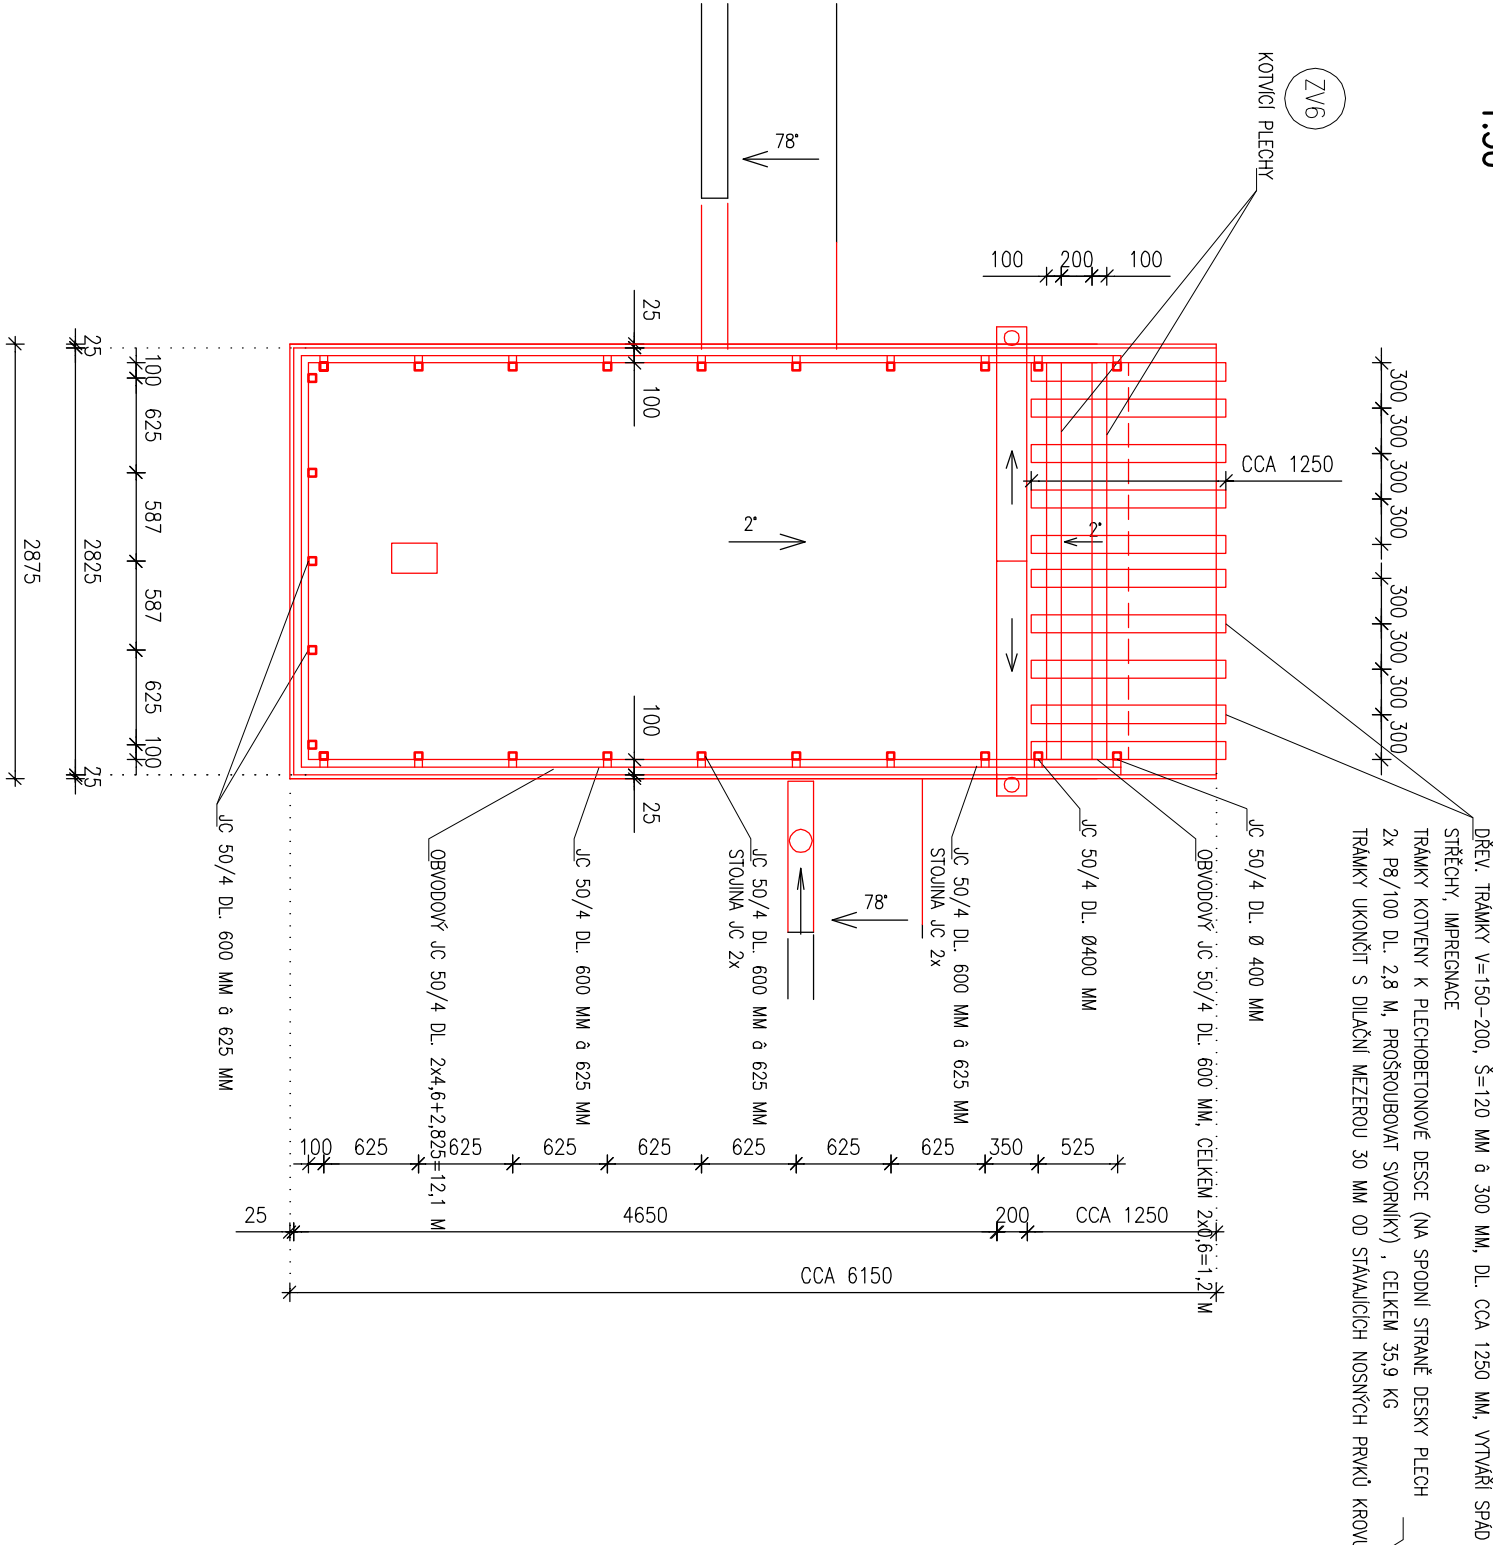 ZV6
KOTVÍCÍ PLECHY
78°
100
200
100
25
100
300
300
300
300
300
300
300
300
CCA 1250
2°
2°
25
100
625
587
587
625
100
25
2825
2875
100
25
78°
DŘEV. TRÁMKY V=150-200, Š=120 MM á 300 MM, DL. CCA 1250 MM, VYTVÁŘÍ SPÁD
STŘECHY, IMPREGNACE
TRÁMKY KOTVENY K PLECHOBETONOVÉ DESCE (NA SPODNÍ STRANĚ DESKY PLECH
2x P8/100 DL. 2,8 M, PROŠROUBOVAT SVORNÍKY) , CELKEM 35,9 KG
TRÁMKY UKONČIT S DILAČNÍ MEZEROU 30 MM OD STÁVAJÍCÍCH NOSNÝCH PRVKŮ
JC 50/4 DL. Ø 400 MM
OBVODOVÝ JC 50/4 DL. 600 MM, CELKEM 2x0,6=1,2 M
JC 50/4 DL. Ø400 MM
JC 50/4 DL. 600 MM á 625 MM
STOJINA JC 2x
JC 50/4 DL. 600 MM á 625 MM
STOJINA JC 2x
JC 50/4 DL. 600 MM á 625 MM
OBVODOVÝ JC 50/4 DL. 2x4,6+2,825=12,1 M
JC 50/4 DL. 600 MM á 625 MM
100
625
625
625
625
625
625
625
350
525
25
4650
200
CCA 1250
CCA 6150